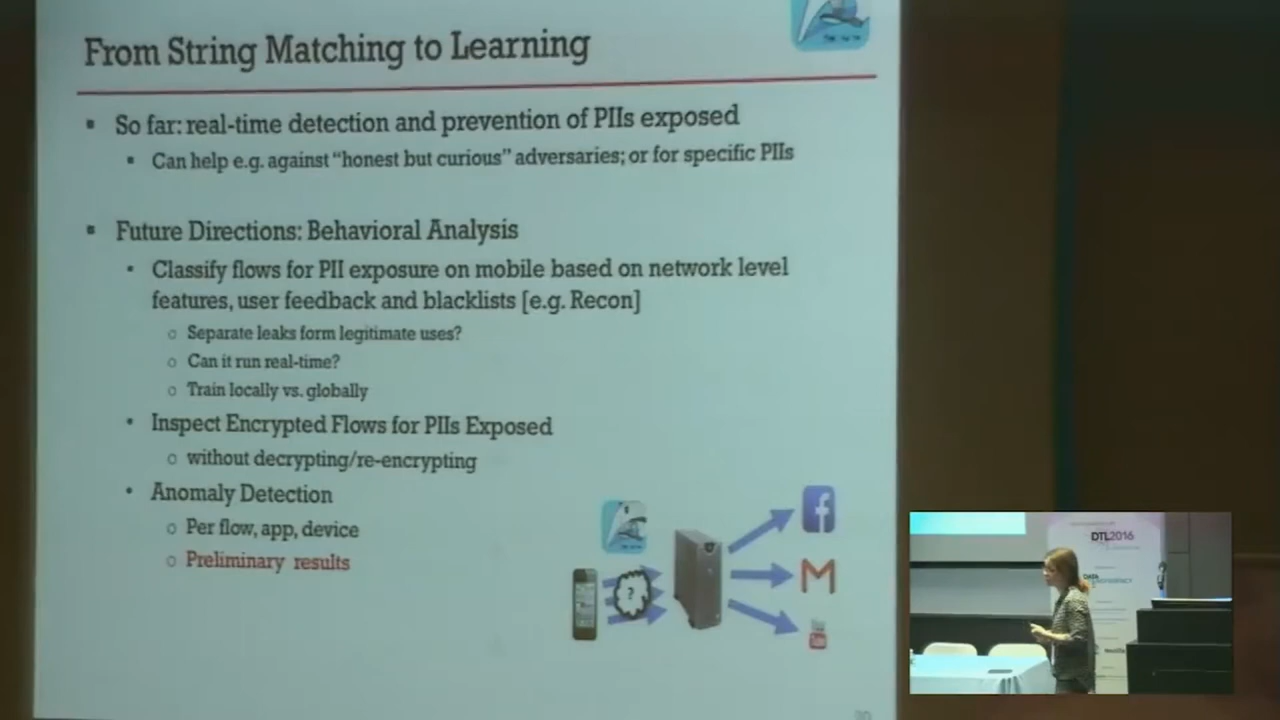 From String Matching to Learning
▪ So far: real-time detection and prevention of PIIs exposed
▪ Can help e.g. against "honest but curious" adversaries; or for specific PIIs
▪ Future Directions: Behavioral Analysis
• Classify flows for PII exposure on mobile based on network level
features, user feedback and blacklists [e.g. Recon]
o Separate leaks form legitimate uses?
o Can it run real-time?
o Train locally vs. globally
• Inspect Encrypted Flows for PIIs Exposed
o without decrypting/re-encrypting
• Anomaly Detection
o Per flow, app, device
o Preliminary results
?
DTL2016
DATA